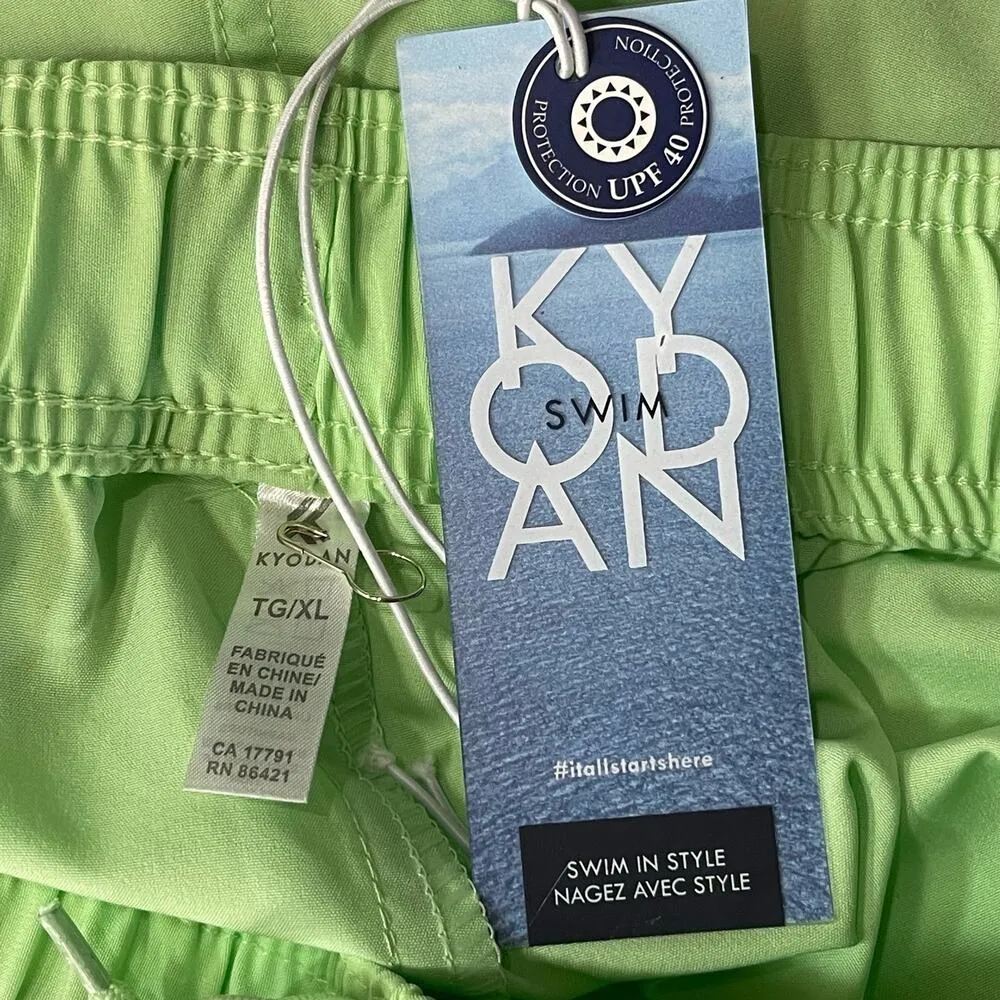 PROTECTION UPF 40 PROTECTION
KY
OD
SWIM
AN
#itallstartshere
SWIM IN STYLE
NAGEZ AVEC STYLE
KYODAN
TG/XL
FABRIQUÉ
EN CHINE/
MADE IN
CHINA
CA 17791
RN 86421